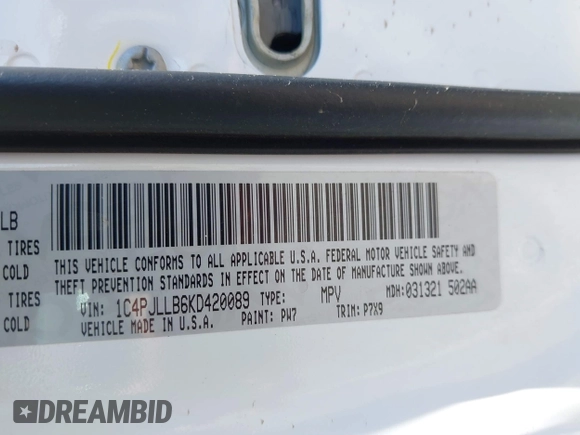 LB
TIRES
COLD
TIRES
COLD
THIS VEHICLE CONFORMS TO ALL APPLICABLE U.S.A. FEDERAL MOTOR VEHICLE SAFETY AND
THEFT PREVENTION STANDARDS IN EFFECT ON THE DATE OF MANUFACTURE SHOWN ABOVE.
VIN: 1C4PJLLB6KD420089 TYPE: MPV MDH:031321 502AA
VEHICLE MADE IN U.S.A. PAINT: PW7 TRIM: P7X9
DREAMBID